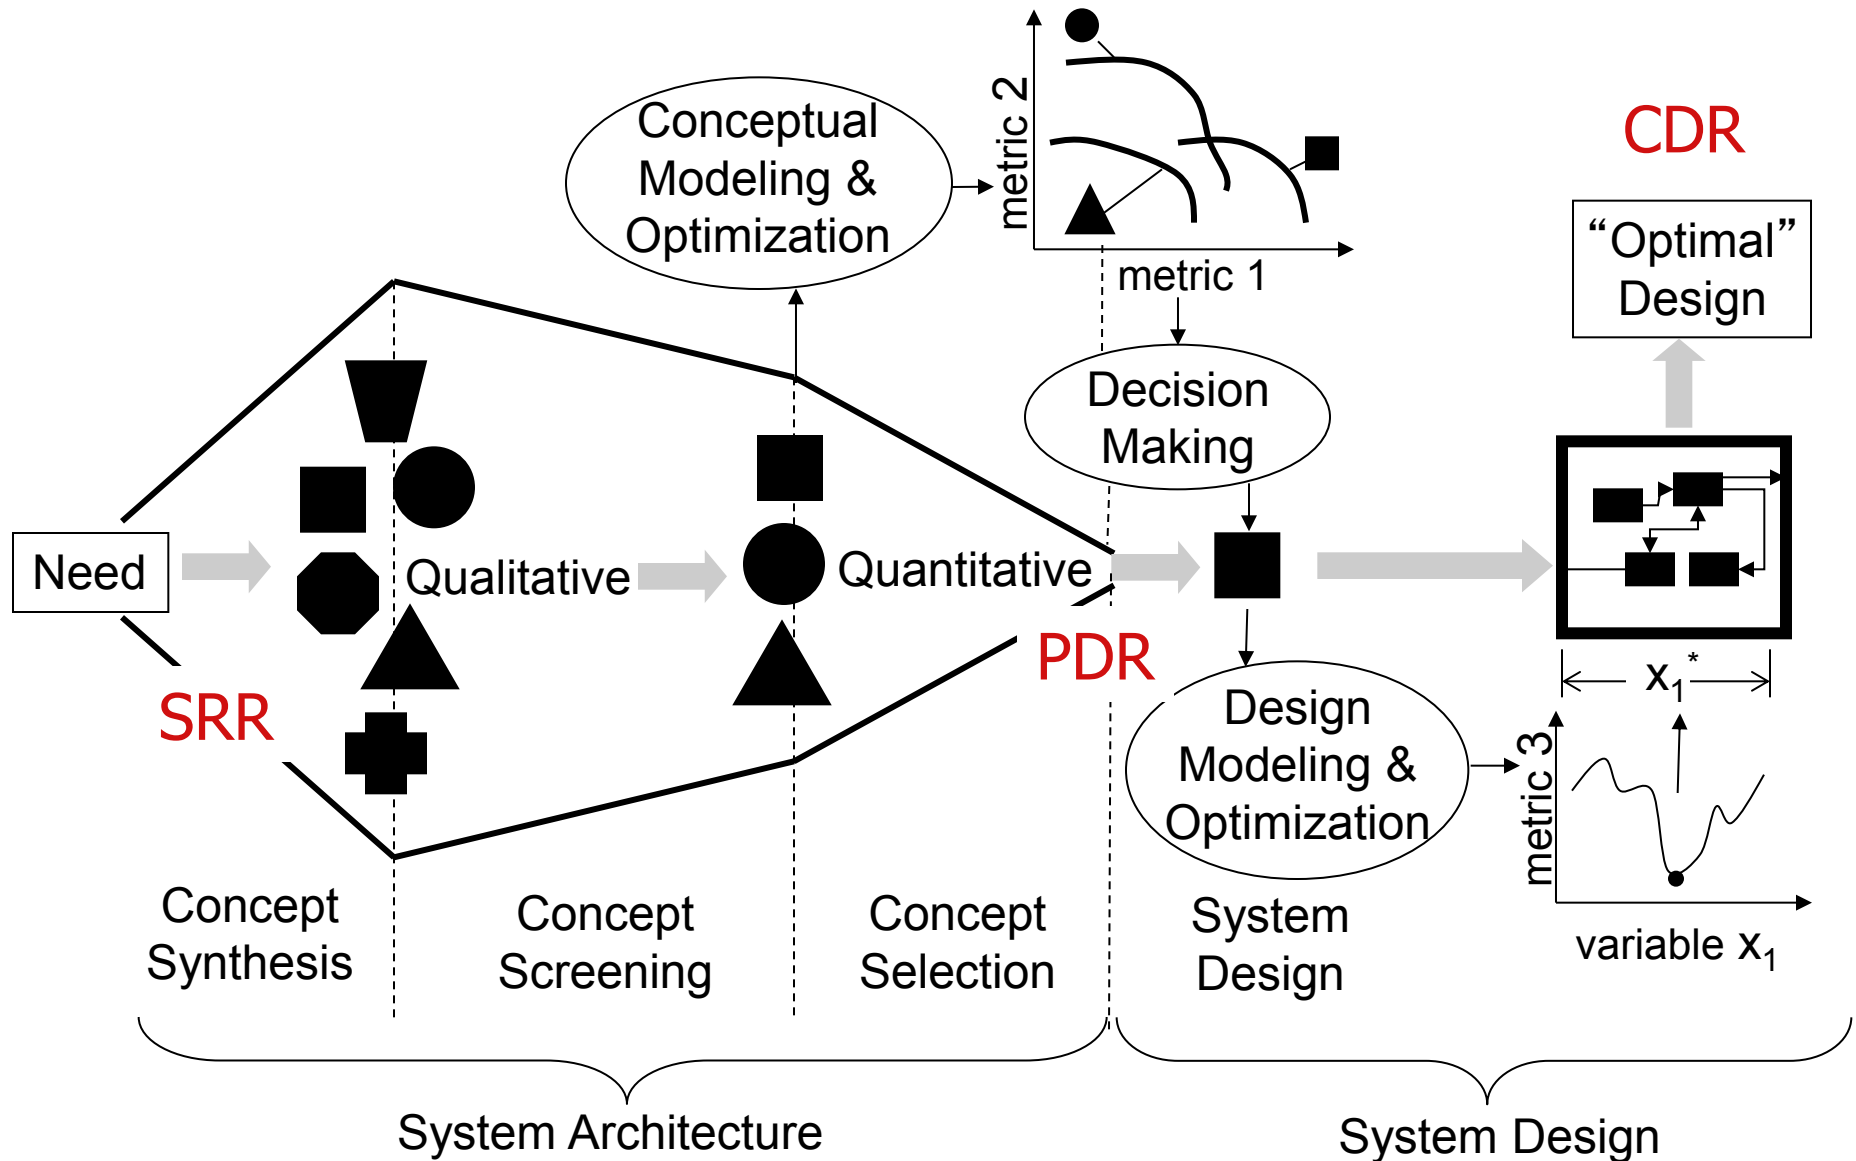 Conceptual
Modeling &
Optimization
metric 2
metric 1
CDR
“Optimal”
Design
Decision
Making
Need
Qualitative
Quantitative
SRR
PDR
x₁*
Design
Modeling &
Optimization
metric 3
variable x₁
Concept
Synthesis
Concept
Screening
Concept
Selection
System
Design
System Architecture
System Design